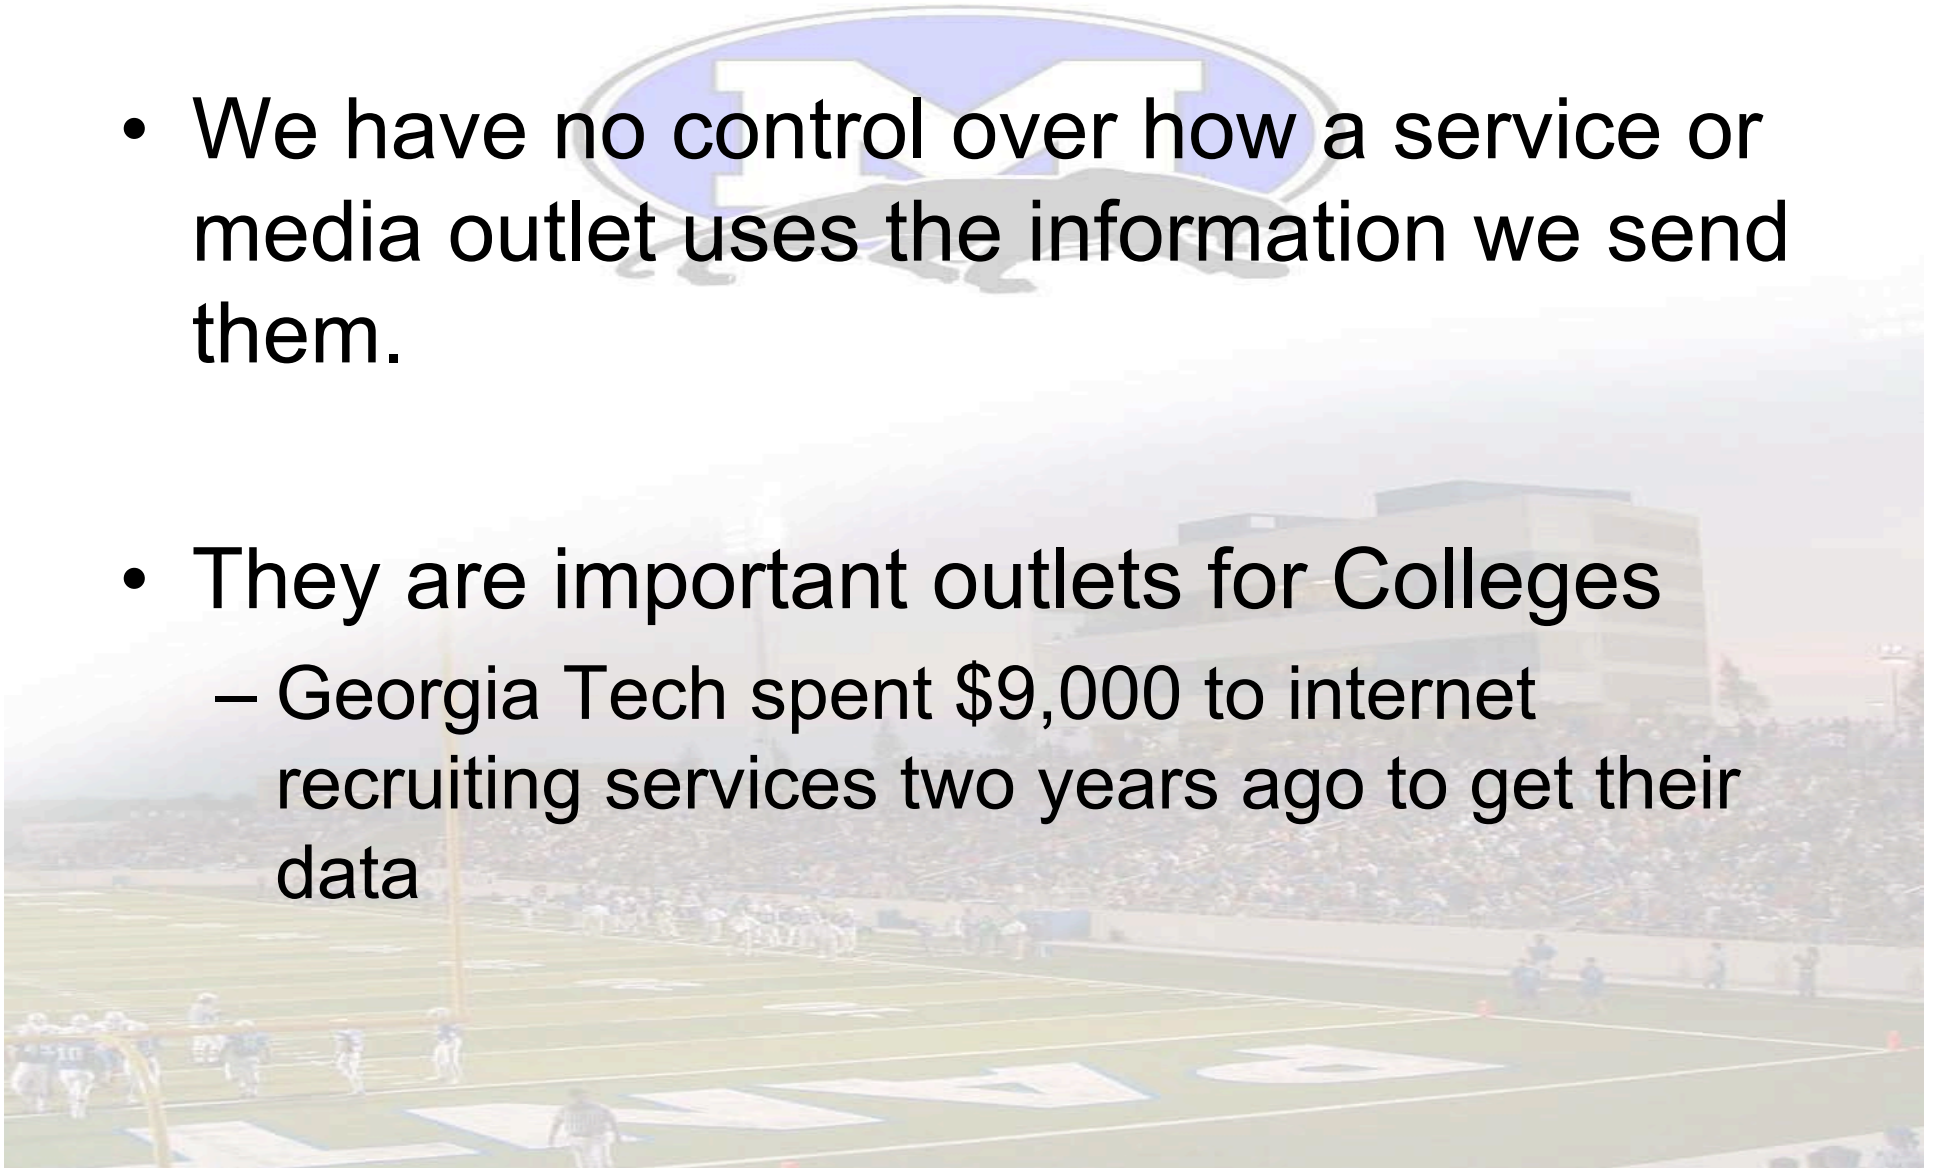 • We have no control over how a service or
media outlet uses the information we send
them.
• They are important outlets for Colleges
– Georgia Tech spent $9,000 to internet
recruiting services two years ago to get their
data
M